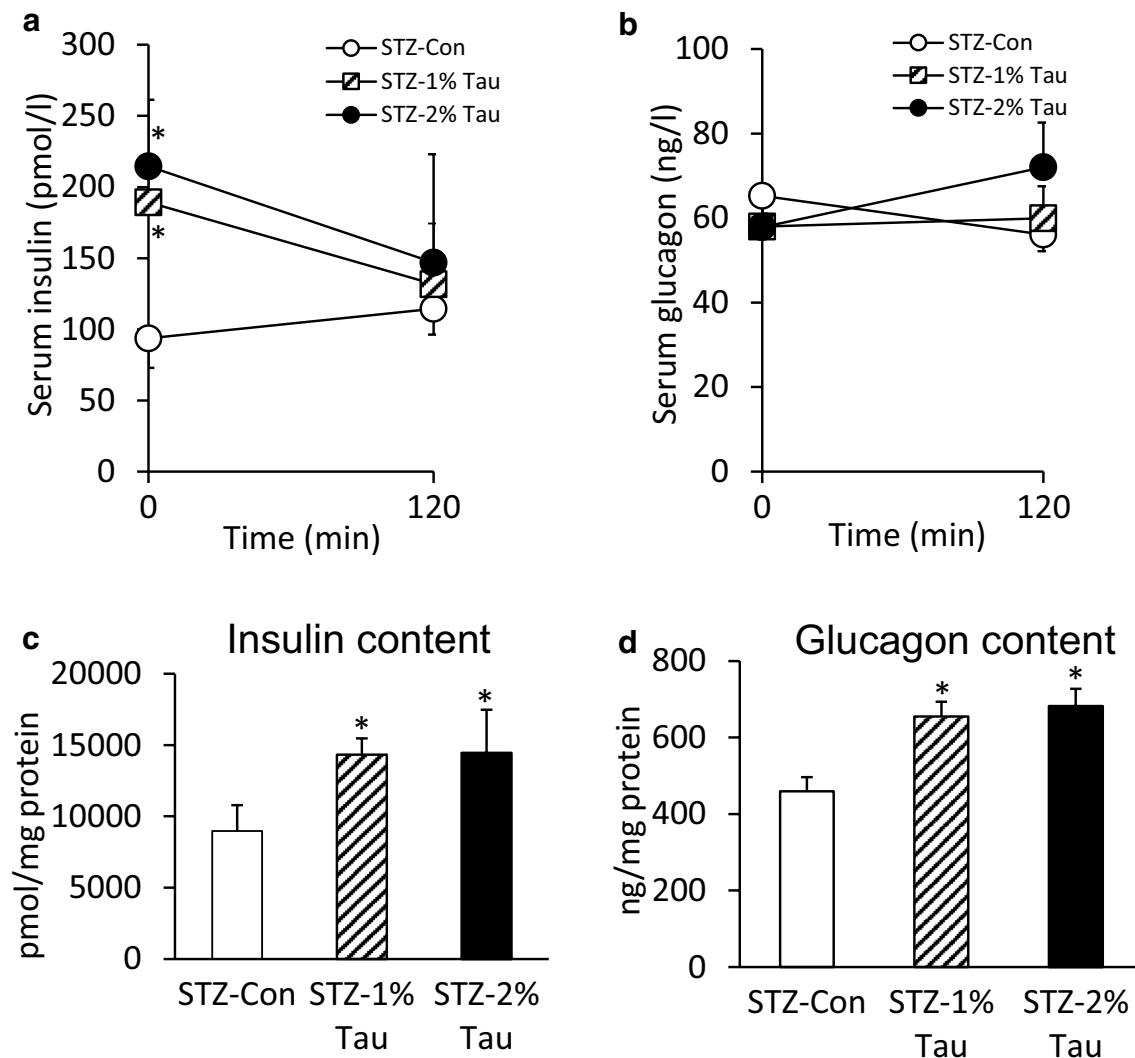 a
300
250
200
150
100
50
0
Serum insulin (pmol/l)
STZ-Con
STZ-1% Tau
STZ-2% Tau
*
*
0 120
Time (min)
b
100
80
60
40
20
0
Serum glucagon (ng/l)
STZ-Con
STZ-1% Tau
STZ-2% Tau
0 120
Time (min)
c
Insulin content
20000
15000
10000
5000
0
pmol/mg protein
* *
STZ-Con STZ-1% STZ-2%
Tau Tau
d
Glucagon content
800
600
400
200
0
ng/mg protein
* *
STZ-Con STZ-1% STZ-2%
Tau Tau